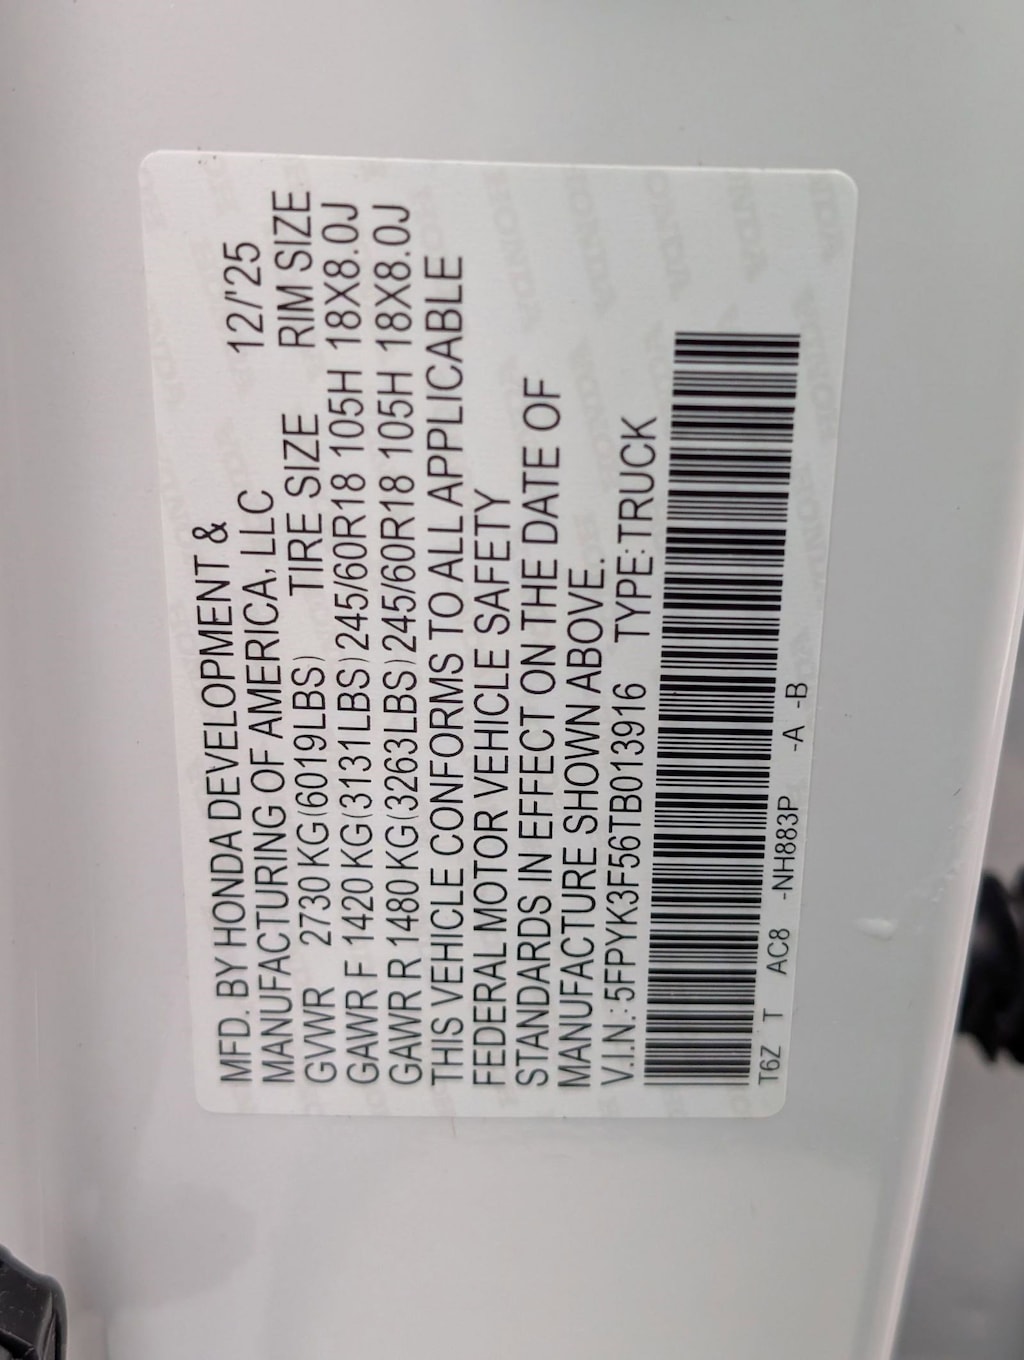 MFD. BY HONDA DEVELOPMENT &
MANUFACTURING OF AMERICA, LLC 12/'25
GVWR 2730 KG(6019LBS) TIRE SIZE RIM SIZE
GAWR F 1420 KG(3131LBS)245/60R18 105H 18X8.0J
GAWR R 1480 KG(3263LBS)245/60R18 105H 18X8.0J
THIS VEHICLE CONFORMS TO ALL APPLICABLE
FEDERAL MOTOR VEHICLE SAFETY
STANDARDS IN EFFECT ON THE DATE OF
MANUFACTURE SHOWN ABOVE.
V.I.N.:5FPYK3F56TB013916 TYPE:TRUCK
T6Z T AC8 -NH883P -A -B